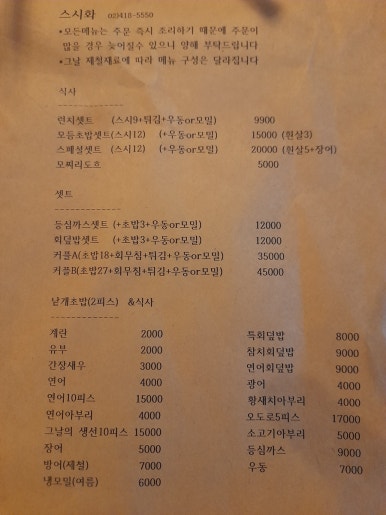 스시화 02)418-5550
*모든메뉴는 주문 즉시 조리하기 때문에 주문이
많을 경우 늦어질수 있으니 양해 부탁드립니다
*그날 제철재료에 따라 메뉴 구성은 달라집니다
식사
--------------
런치셋트 (스시9+튀김+우동or모밀) 9900
모듬초밥셋트(스시12) (+우동or모밀) 15000 (흰살3)
스페셜셋트 (스시12) (+우동or모밀) 20000 (흰살5+장어)
모찌리도흐 5000
셋트
--------------
등심까스셋트 (+초밥3+우동or모밀) 12000
회덮밥셋트 (+초밥3+우동or모밀) 12000
커플A(초밥18+회무침+튀김+우동or모밀) 35000
커플B(초밥27+회무침+튀김+우동or모밀) 45000
낱개초밥(2피스) &식사
--------------
계란 2000
유부 2000
간장새우 3000
연어 4000
연어10피스 15000
연어아부리 4000
그날의 생선10피스 15000
장어 5000
방어(제철) 7000
냉모밀(여름) 6000
특회덮밥 8000
참치회덮밥 9000
연어회덮밥 9000
광어 4000
황새치아부리 4000
오도로5피스 17000
소고기아부리 5000
등심까스 9000
우동 7000